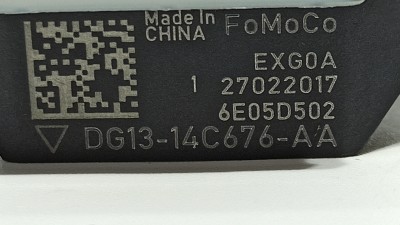 Made In CHINA FoMoCo
EXG0A
1 27022017
6E05D502
DG13-14C676-AA